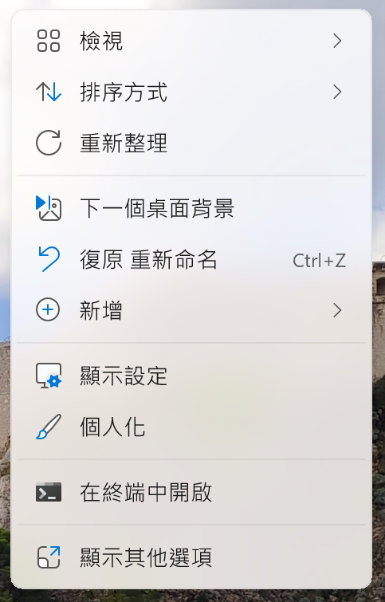 檢視
排序方式
重新整理
下一個桌面背景
復原 重新命名 Ctrl+Z
新增
顯示設定
個人化
在終端中開啟
顯示其他選項